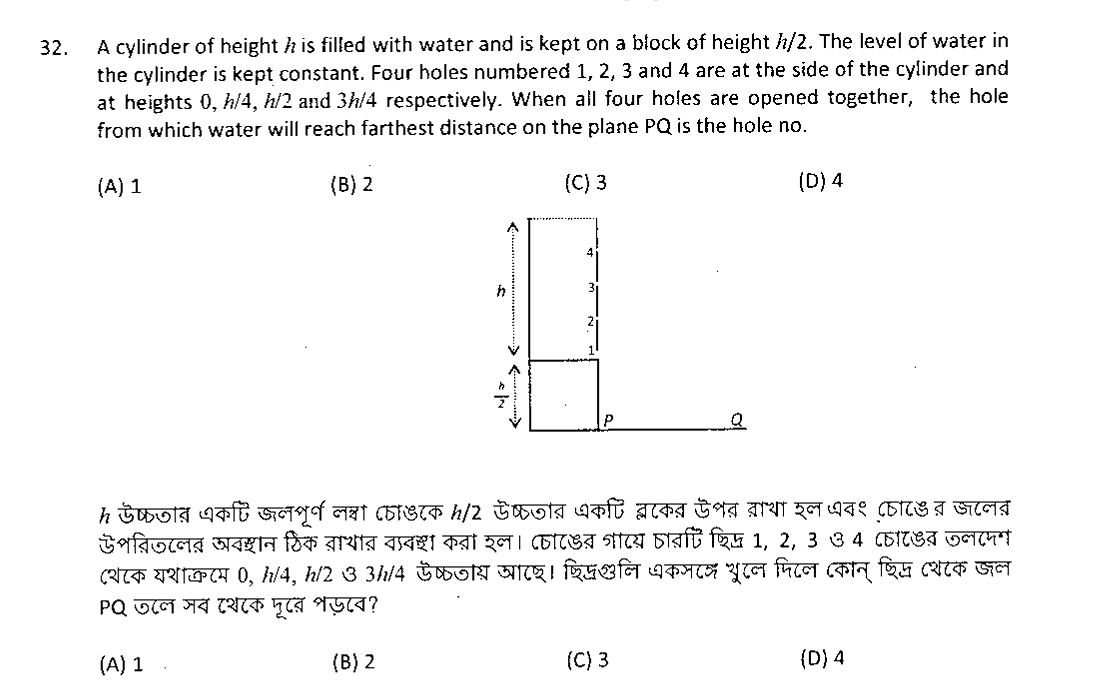 32. A cylinder of height h is filled with water and is kept on a block of height h/2. The level of water in
the cylinder is kept constant. Four holes numbered 1, 2, 3 and 4 are at the side of the cylinder and
at heights 0, h/4, h/2 and 3h/4 respectively. When all four holes are opened together, the hole
from which water will reach farthest distance on the plane PQ is the hole no.
(A) 1 (B) 2 (C) 3 (D) 4
4
h
3
2
1
h/2
P Q
h উচ্চতার একটি জলপূর্ণ লম্বা চোঙকে h/2 উচ্চতার একটি ব্লকের উপর রাখা হল এবং চোঙের জলের
উপরিতলের অবস্থান ঠিক রাখার ব্যবস্থা করা হল। চোঙের গায়ে চারটি ছিদ্র 1, 2, 3 ও 4 চোঙের তলদেশ
থেকে যথাক্রমে 0, h/4, h/2 ও 3h/4 উচ্চতায় আছে। ছিদ্রগুলি একসঙ্গে খুলে দিলে কোন্ ছিদ্র থেকে জল
PQ তলে সব থেকে দূরে পড়বে?
(A) 1 (B) 2 (C) 3 (D) 4